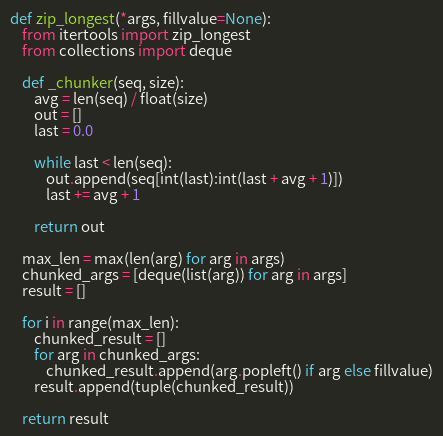 def zip_longest(*args, fillvalue=None):
    from itertools import zip_longest
    from collections import deque

    def _chunker(seq, size):
        avg = len(seq) / float(size)
        out = []
        last = 0.0

        while last < len(seq):
            out.append(seq[int(last):int(last + avg + 1)])
            last += avg + 1

        return out

    max_len = max(len(arg) for arg in args)
    chunked_args = [deque(list(arg)) for arg in args]
    result = []

    for i in range(max_len):
        chunked_result = []
        for arg in chunked_args:
            chunked_result.append(arg.popleft() if arg else fillvalue)
        result.append(tuple(chunked_result))

    return result